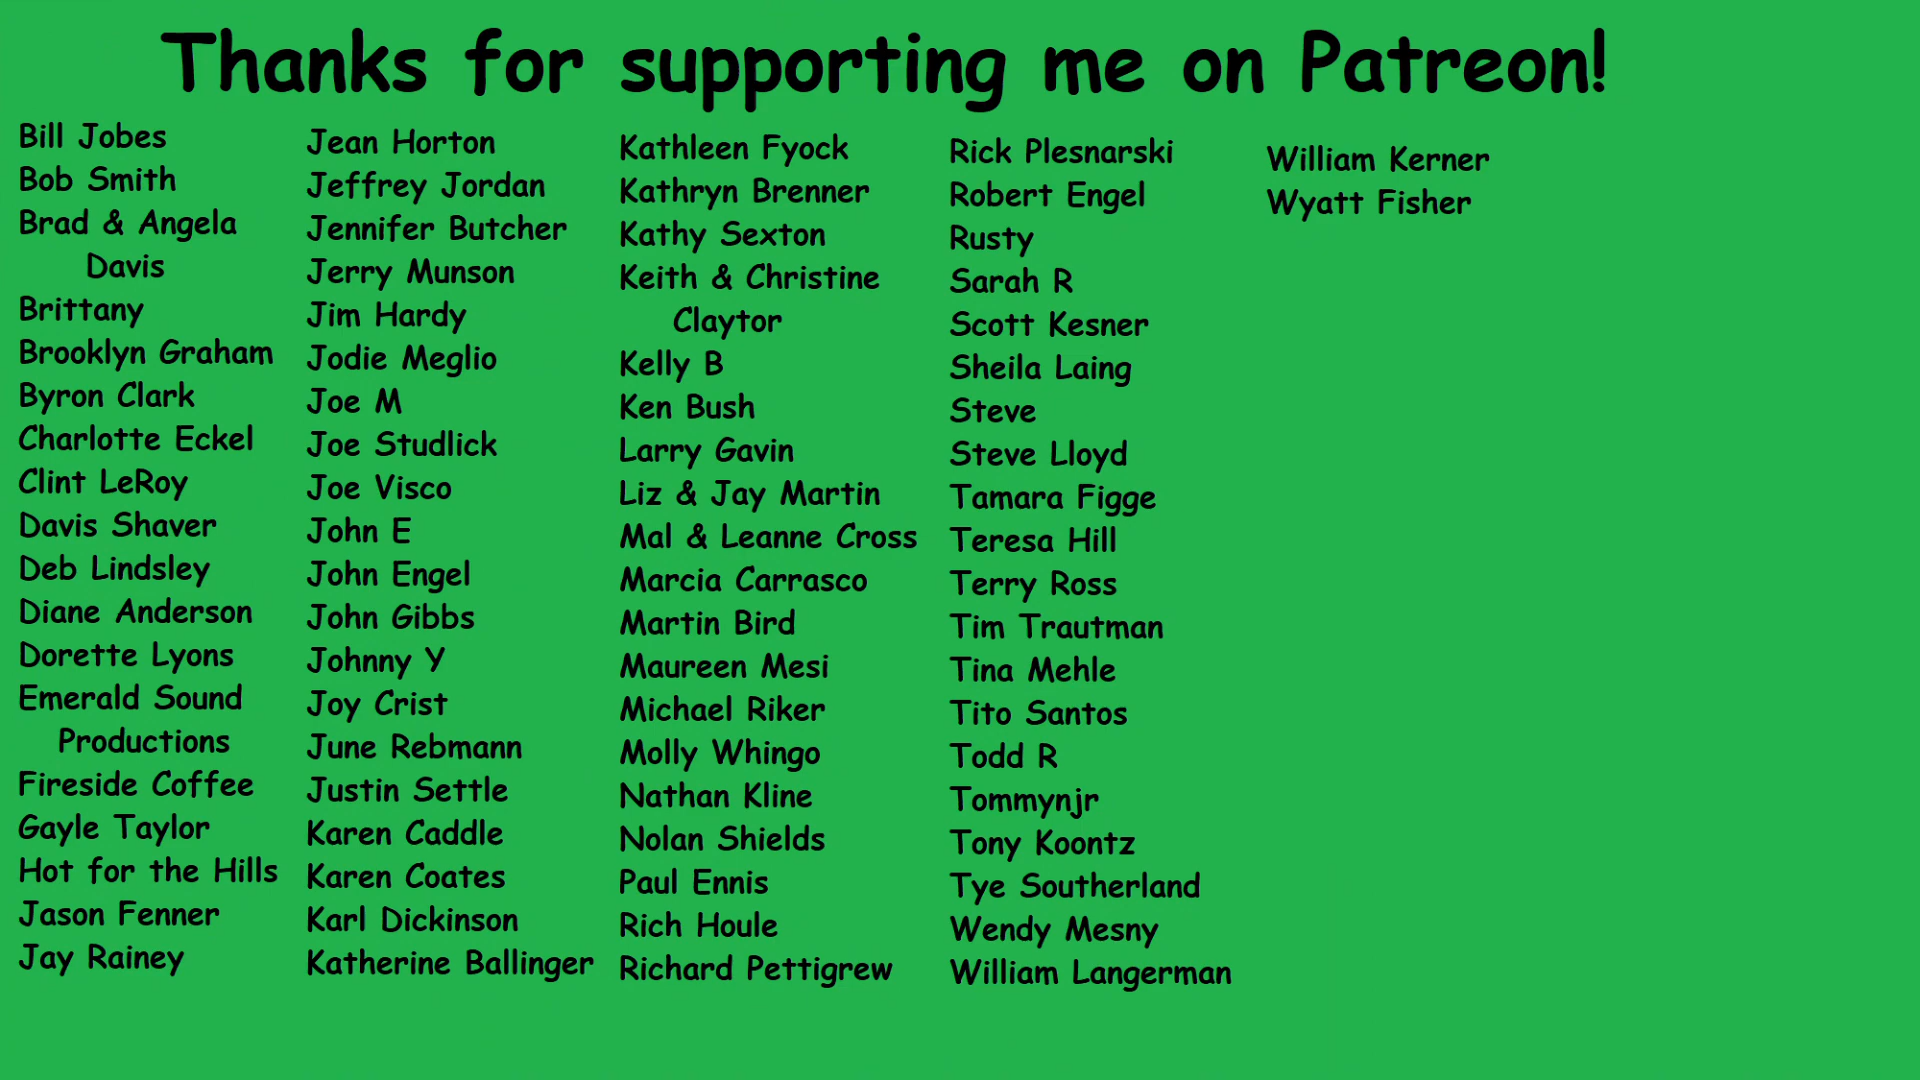 Thanks for supporting me on Patreon!
Bill Jobes
Bob Smith
Brad & Angela
Davis
Brittany
Brooklyn Graham
Byron Clark
Charlotte Eckel
Clint LeRoy
Davis Shaver
Deb Lindsley
Diane Anderson
Dorette Lyons
Emerald Sound
Productions
Fireside Coffee
Gayle Taylor
Hot for the Hills
Jason Fenner
Jay Rainey
Jean Horton
Jeffrey Jordan
Jennifer Butcher
Jerry Munson
Jim Hardy
Jodie Meglio
Joe M
Joe Studlick
Joe Visco
John E
John Engel
John Gibbs
Johnny Y
Joy Crist
June Rebmann
Justin Settle
Karen Caddle
Karen Coates
Karl Dickinson
Katherine Ballinger
Kathleen Fyock
Kathryn Brenner
Kathy Sexton
Keith & Christine
Claytor
Kelly B
Ken Bush
Larry Gavin
Liz & Jay Martin
Mal & Leanne Cross
Marcia Carrasco
Martin Bird
Maureen Mesi
Michael Riker
Molly Whingo
Nathan Kline
Nolan Shields
Paul Ennis
Rich Houle
Richard Pettigrew
Rick Plesnarski
Robert Engel
Rusty
Sarah R
Scott Kesner
Sheila Laing
Steve
Steve Lloyd
Tamara Figge
Teresa Hill
Terry Ross
Tim Trautman
Tina Mehle
Tito Santos
Todd R
Tommynjr
Tony Koontz
Tye Southerland
Wendy Mesny
William Langerman
William Kerner
Wyatt Fisher